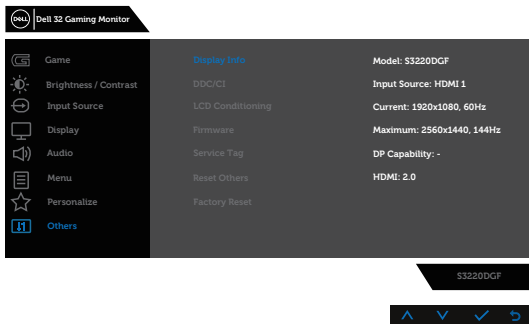 DELL
Dell 32 Gaming Monitor
Game
Brightness / Contrast
Input Source
Display
Audio
Menu
Personalize
Others
Display Info
DDC/CI
LCD Conditioning
Firmware
Service Tag
Reset Others
Factory Reset
Model: S3220DGF
Input Source: HDMI 1
Current: 1920x1080, 60Hz
Maximum: 2560x1440, 144Hz
DP Capability: -
HDMI: 2.0
S3220DGF